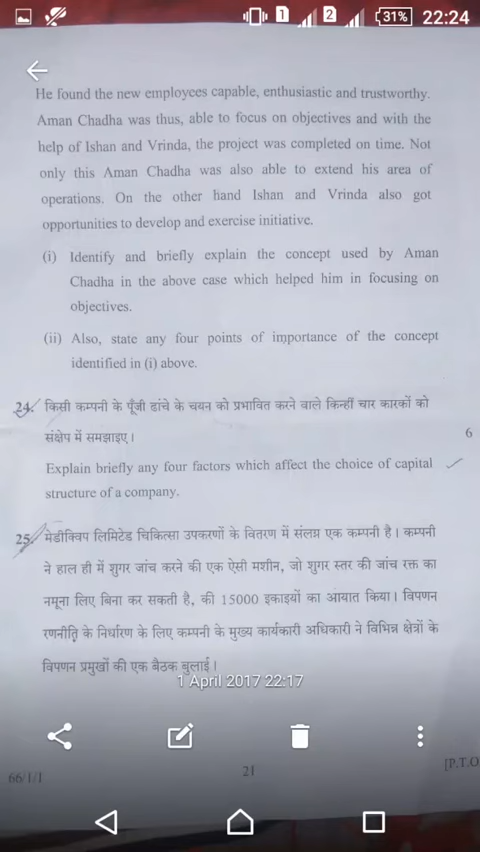 1 2 31% 22:24
He found the new employees capable, enthusiastic and trustworthy.
Aman Chadha was thus, able to focus on objectives and with the
help of Ishan and Vrinda, the project was completed on time. Not
only this Aman Chadha was also able to extend his area of
operations. On the other hand Ishan and Vrinda also got
opportunities to develop and exercise initiative.
(i) Identify and briefly explain the concept used by Aman
Chadha in the above case which helped him in focusing on
objectives.
(ii) Also, state any four points of importance of the concept
identified in (i) above.
24. किसी कम्पनी के पूँजी ढांचे के चयन को प्रभावित करने वाले किन्हीं चार कारकों को
संक्षेप में समझाइए।
6
Explain briefly any four factors which affect the choice of capital
structure of a company.
25. मेडीक्विप लिमिटेड चिकित्सा उपकरणों के वितरण में संलग्न एक कम्पनी है। कम्पनी
ने हाल ही में शुगर जांच करने की एक ऐसी मशीन, जो शुगर स्तर की जांच रक्त का
नमूना लिए बिना कर सकती है, की 15000 इकाइयों का आयात किया। विपणन
रणनीति के निर्धारण के लिए कम्पनी के मुख्य कार्यकारी अधिकारी ने विभिन्न क्षेत्रों के
विपणन प्रमुखों की एक बैठक बुलाई।
1 April 2017 22:17
66/1/1
21
[P.T.O